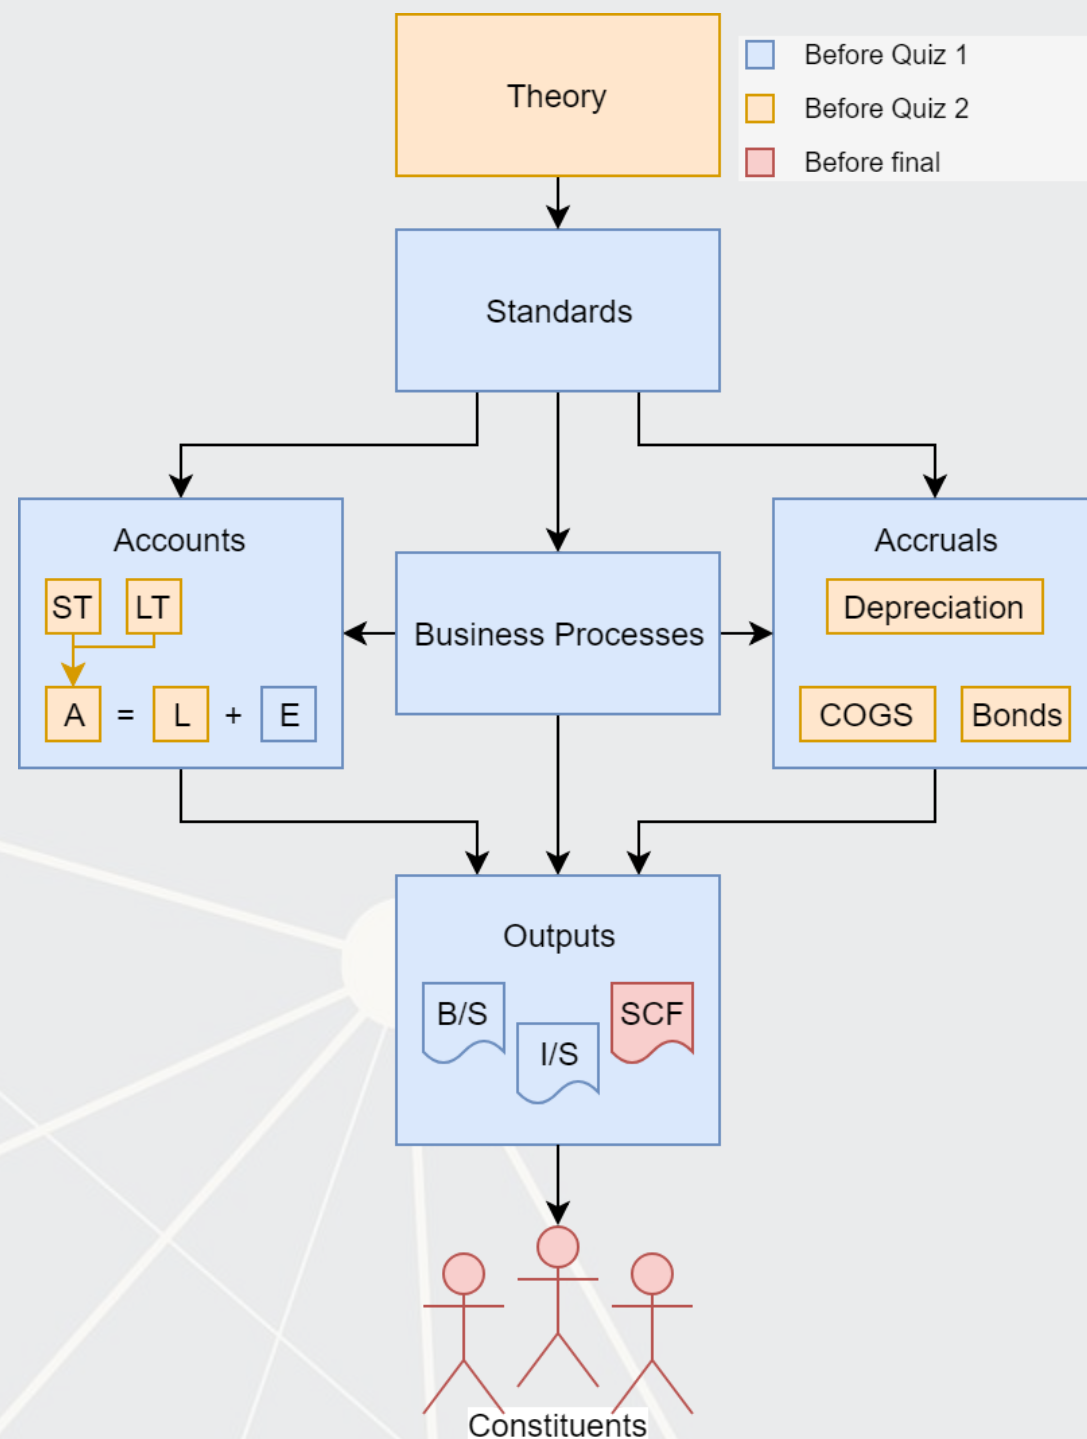 Theory
Before Quiz 1
Before Quiz 2
Before final
Standards
Accounts
ST LT
A = L + E
Business Processes
Accruals
Depreciation
COGS Bonds
Outputs
B/S
I/S
SCF
Constituents